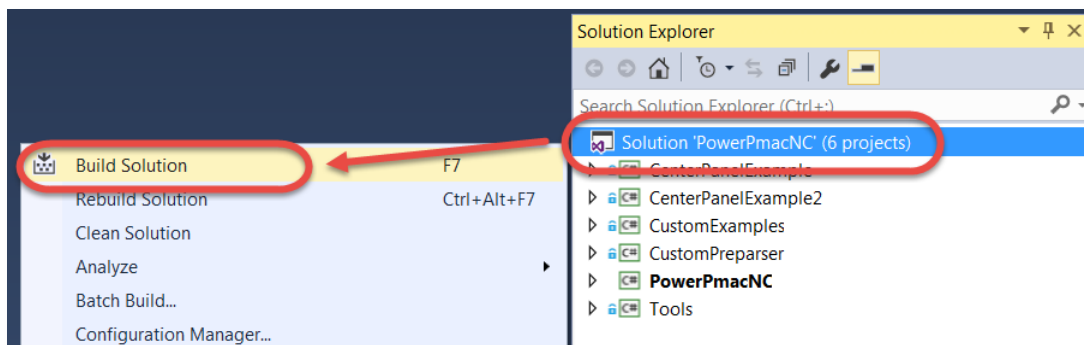 Solution Explorer
Search Solution Explorer (Ctrl+;)
Solution 'PowerPmacNC' (6 projects)
C# CenterPanelExample
C# CenterPanelExample2
C# CustomExamples
C# CustomPreparser
C# PowerPmacNC
C# Tools
Build Solution F7
Rebuild Solution Ctrl+Alt+F7
Clean Solution
Analyze
Batch Build...
Configuration Manager...